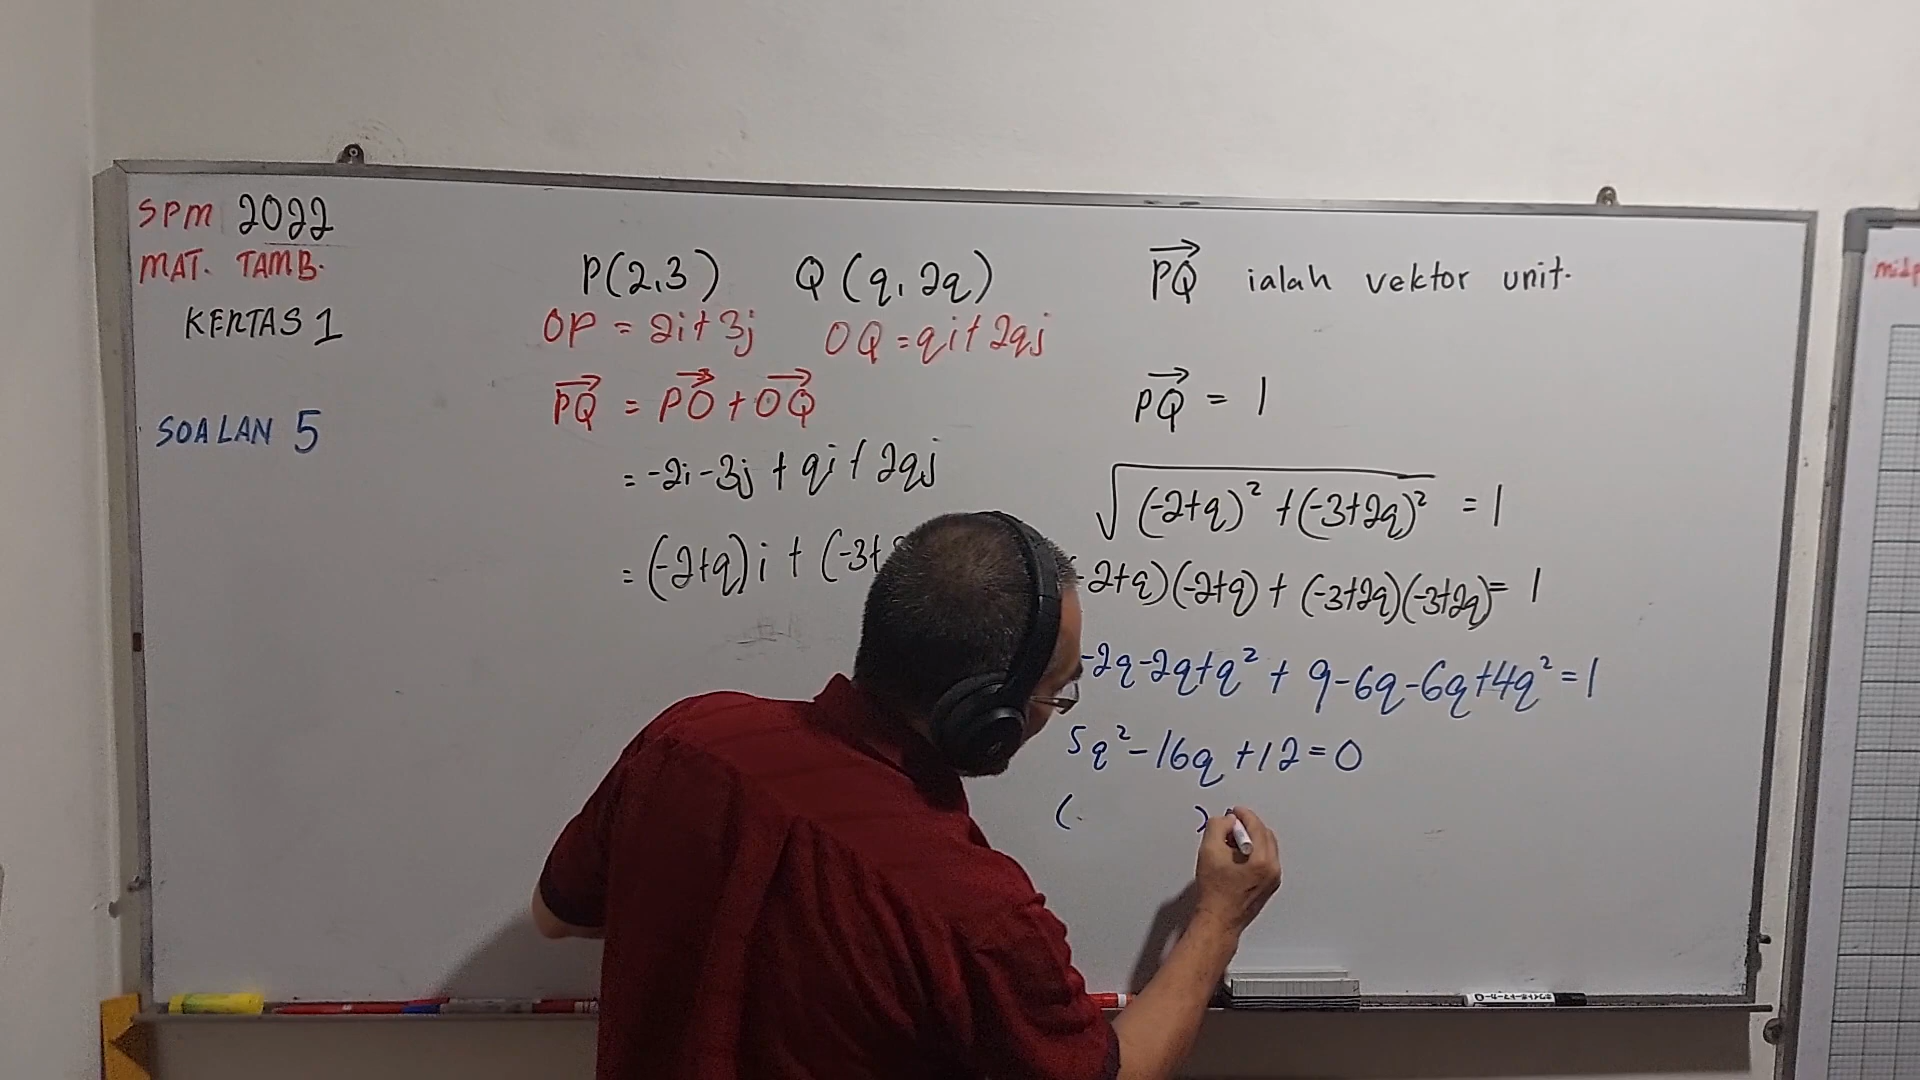 SPM 2022
MAT. TAMB.
KERTAS 1
SOALAN 5
P(2,3) Q(q, 2q)
OP = 2i+3j OQ = qi+2qj
PQ = PO + OQ
= -2i-3j + qi + 2qj
= (-2+q)i + (-3+
PQ ialah vektor unit.
PQ = 1
√(-2+q)² + (-3+2q)² = 1
-2+q)(-2+q) + (-3+2q)(-3+2q) = 1
-2q-2q+q² + 9-6q-6q+4q² = 1
5q²-16q+12=0
( )